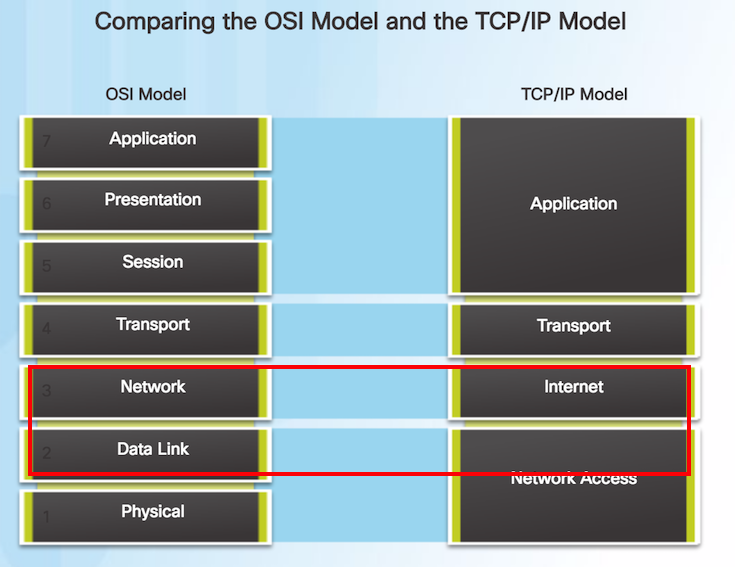 Comparing the OSI Model and the TCP/IP Model
OSI Model
TCP/IP Model
7 Application
6 Presentation
5 Session
4 Transport
3 Network
2 Data Link
1 Physical
Application
Transport
Internet
Network Access